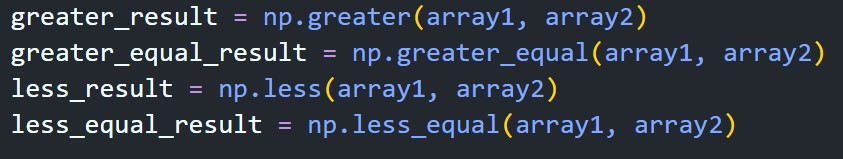 greater_result = np.greater(array1, array2)
greater_equal_result = np.greater_equal(array1, array2)
less_result = np.less(array1, array2)
less_equal_result = np.less_equal(array1, array2)